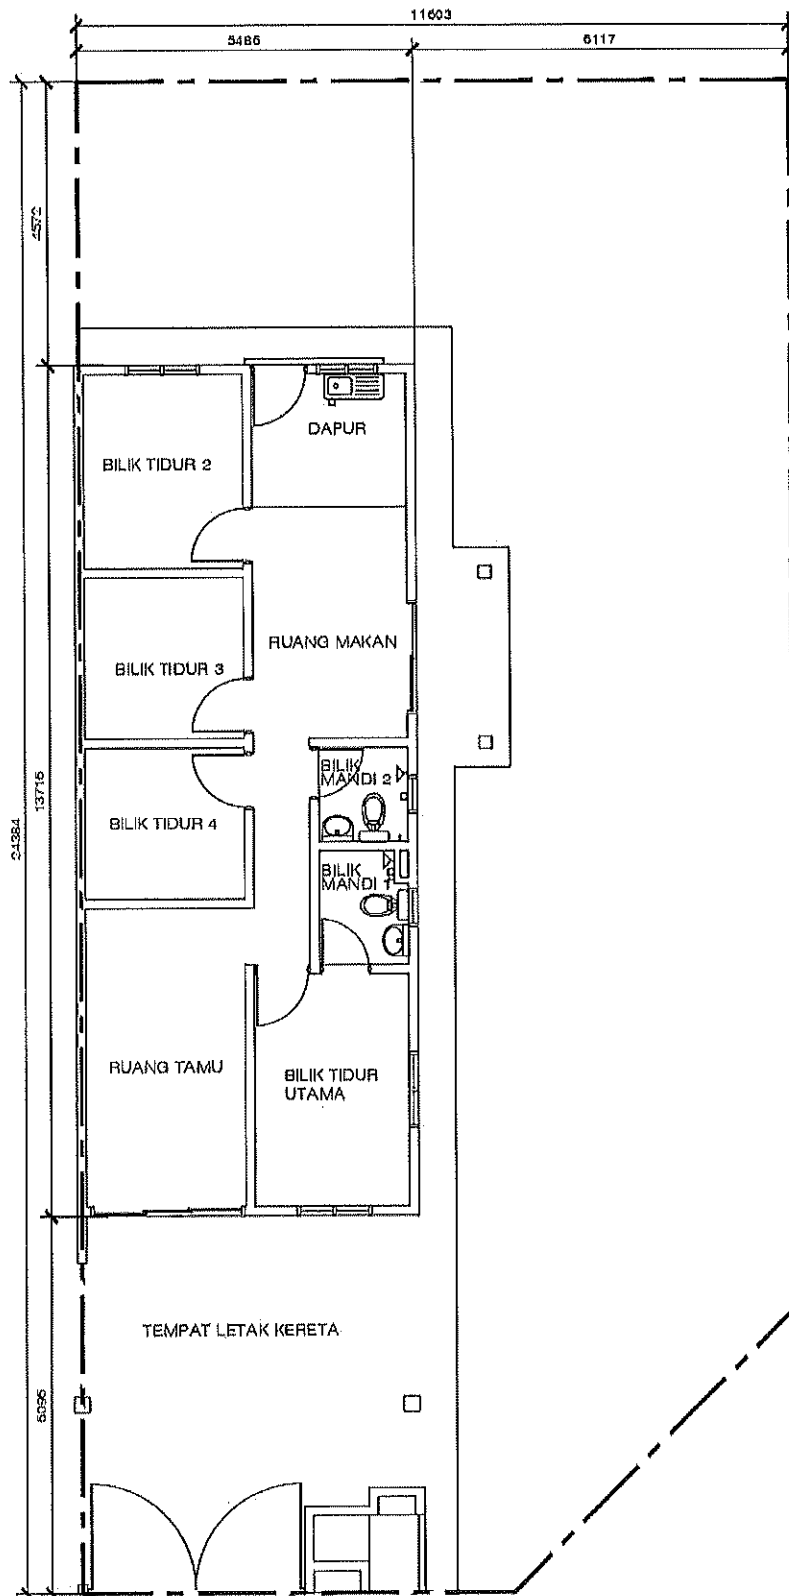 11603
5486
6117
4572
BILIK TIDUR 2
DAPUR
RUANG MAKAN
BILIK TIDUR 3
BILIK
MANDI 2
13716
24384
BILIK TIDUR 4
BILIK
MANDI 1
RUANG TAMU
BILIK TIDUR
UTAMA
TEMPAT LETAK KERETA